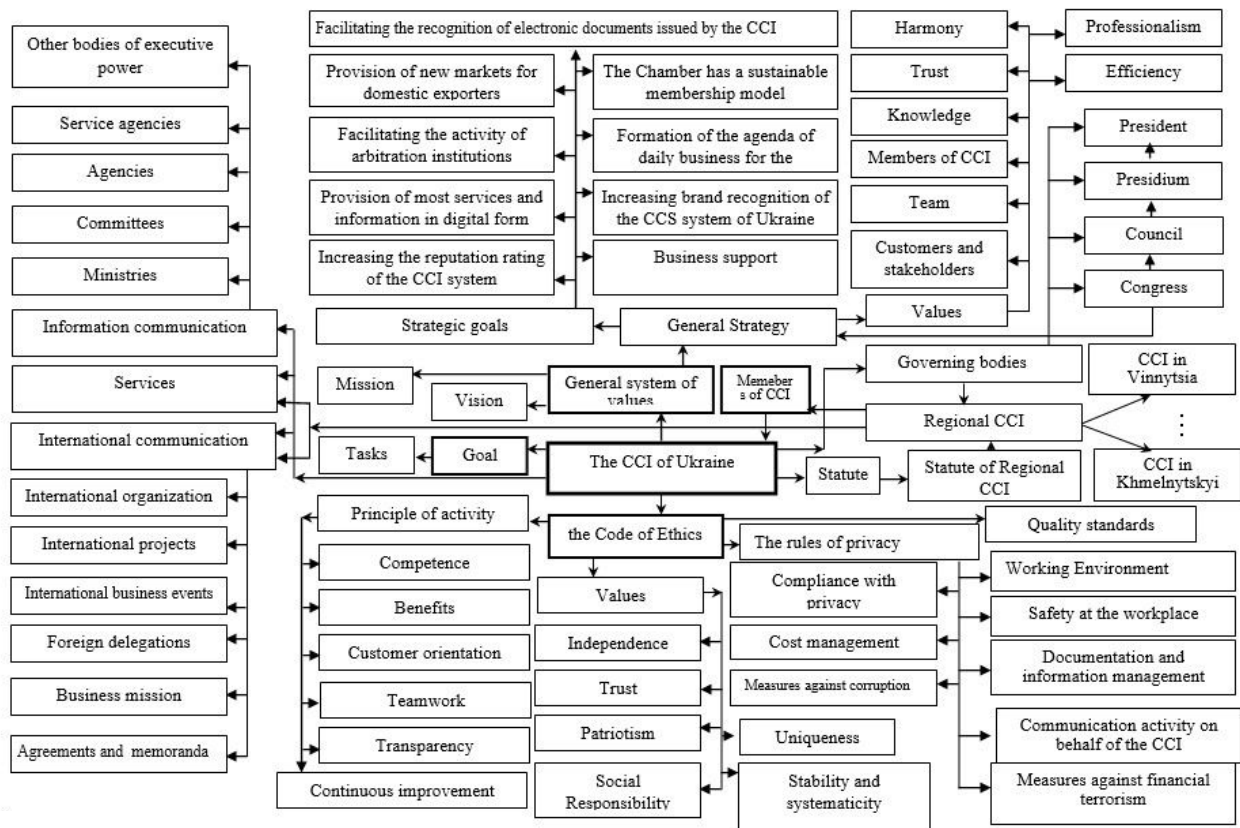 Other bodies of executive
power
Service agencies
Agencies
Committees
Ministries
Information communication
Services
International communication
International organization
International projects
International business events
Foreign delegations
Business mission
Agreements and memoranda
Facilitating the recognition of electronic documents issued by the CCI
Provision of new markets for
domestic exporters
The Chamber has a sustainable
membership model
Facilitating the activity of
arbitration institutions
Formation of the agenda of
daily business for the
Provision of most services and
information in digital form
Increasing brand recognition of
the CCS system of Ukraine
Increasing the reputation rating
of the CCI system
Business support
Strategic goals
General Strategy
Values
Harmony
Trust
Knowledge
Members of CCI
Team
Customers and
stakeholders
Professionalism
Efficiency
President
Presidium
Council
Congress
Mission
Vision
General system of
values
Memeber
s of CCI
Governing bodies
Regional CCI
CCI in
Vinnytsia
⋮
CCI in
Khmelnytskyi
Tasks
Goal
The CCI of Ukraine
Statute
Statute of Regional
CCI
Principle of activity
the Code of Ethics
Quality standards
The rules of privacy
Competence
Benefits
Customer orientation
Teamwork
Transparency
Continuous improvement
Values
Independence
Trust
Patriotism
Social
Responsibility
Uniqueness
Stability and
systematicity
Compliance with
privacy
Cost management
Measures against corruption
Working Environment
Safety at the workplace
Documentation and
information management
Communication activity on
behalf of the CCI
Measures against financial
terrorism